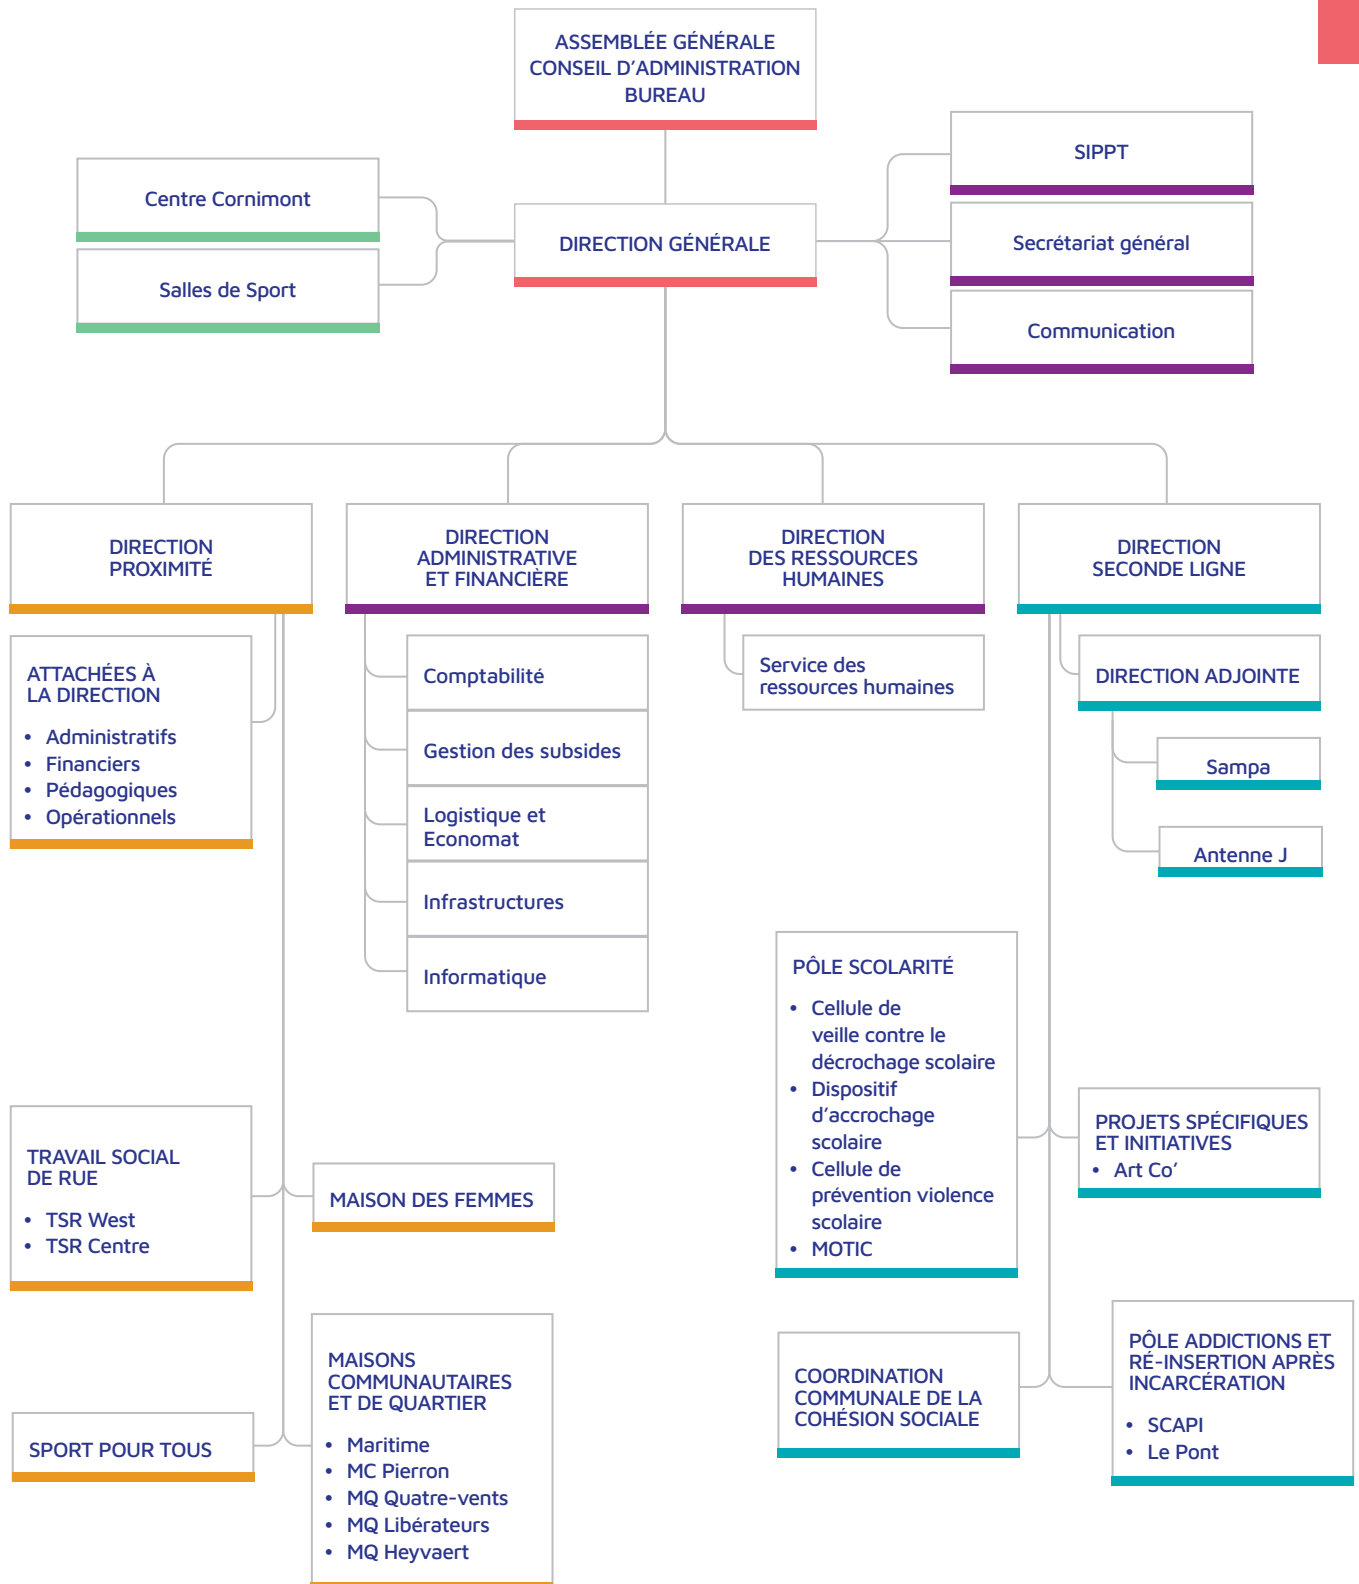 ASSEMBLÉE GÉNÉRALE
CONSEIL D’ADMINISTRATION
BUREAU
Centre Cornimont
Salles de Sport
DIRECTION GÉNÉRALE
SIPPT
Secrétariat général
Communication
DIRECTION
PROXIMITÉ
DIRECTION
ADMINISTRATIVE
ET FINANCIÈRE
DIRECTION
DES RESSOURCES
HUMAINES
DIRECTION
SECONDE LIGNE
ATTACHÉES À
LA DIRECTION
• Administratifs
• Financiers
• Pédagogiques
• Opérationnels
Comptabilité
Gestion des subsides
Logistique et
Economat
Infrastructures
Informatique
Service des
ressources humaines
DIRECTION ADJOINTE
Sampa
Antenne J
TRAVAIL SOCIAL
DE RUE
• TSR West
• TSR Centre
MAISON DES FEMMES
SPORT POUR TOUS
MAISONS
COMMUNAUTAIRES
ET DE QUARTIER
• Maritime
• MC Pierron
• MQ Quatre-vents
• MQ Libérateurs
• MQ Heyvaert
PÔLE SCOLARITÉ
• Cellule de
veille contre le
décrochage scolaire
• Dispositif
d’accrochage
scolaire
• Cellule de
prévention violence
scolaire
• MOTIC
PROJETS SPÉCIFIQUES
ET INITIATIVES
• Art Co’
COORDINATION
COMMUNALE DE LA
COHÉSION SOCIALE
PÔLE ADDICTIONS ET
RÉ-INSERTION APRÈS
INCARCÉRATION
• SCAPI
• Le Pont